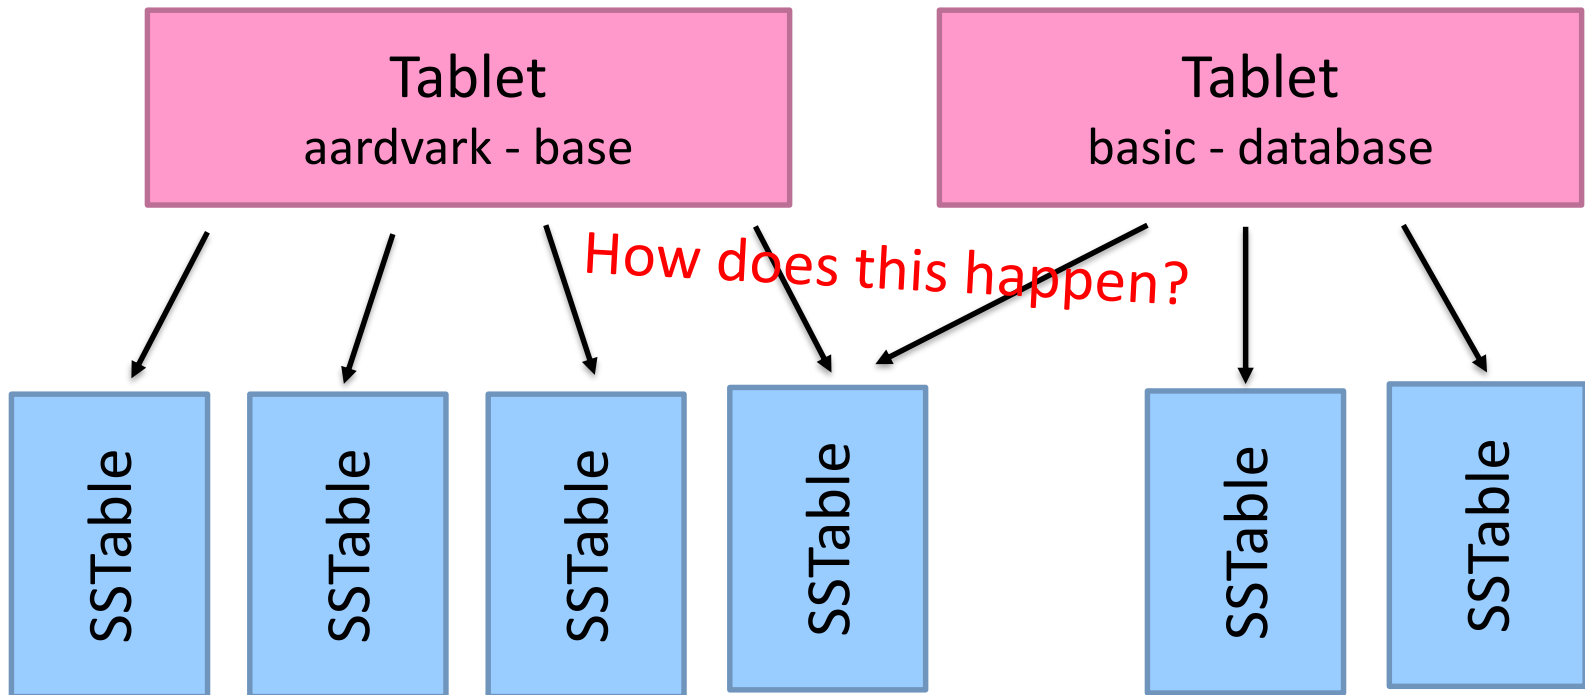 Tablet
aardvark - base
Tablet
basic - database
How does this happen?
SSTable
SSTable
SSTable
SSTable
SSTable
SSTable